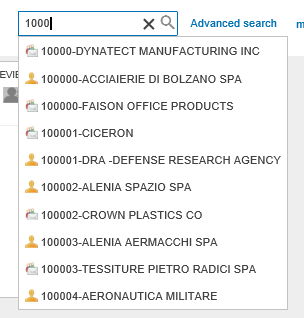 1000 Advanced search m
EVIE
10000-DYNATECT MANUFACTURING INC
100000-ACCIAIERIE DI BOLZANO SPA
100000-FAISON OFFICE PRODUCTS
100001-CICERON
100001-DRA -DEFENSE RESEARCH AGENCY
100002-ALENIA SPAZIO SPA
100002-CROWN PLASTICS CO
100003-ALENIA AERMACCHI SPA
100003-TESSITURE PIETRO RADICI SPA
100004-AERONAUTICA MILITARE